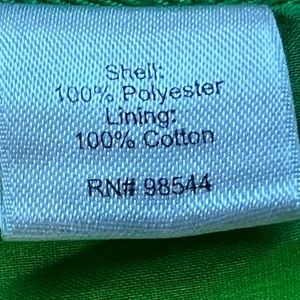 Shell:
100% Polyester
Lining:
100% Cotton
RN# 98544